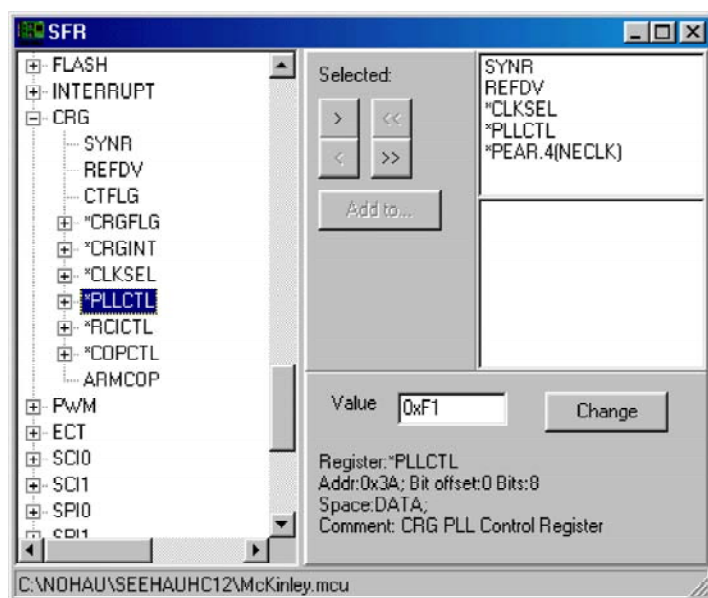 SFR
FLASH
INTERRUPT
CRG
SYNR
REFDV
CTFLG
*CRGFLG
*CRGINT
*CLKSEL
*PLLCTL
*RCICTL
*COPCTL
ARMCOP
PWM
ECT
SCI0
SCI1
SPI0
SPI1
Selected:
>
<<
<
>>
Add to...
SYNR
REFDV
*CLKSEL
*PLLCTL
*PEAR.4(NECLK)
Value 0xF1 Change
Register:*PLLCTL
Addr:0x3A; Bit offset:0 Bits:8
Space:DATA;
Comment: CRG PLL Control Register
C:\NOHAU\SEEHAUHC12\McKinley.mcu